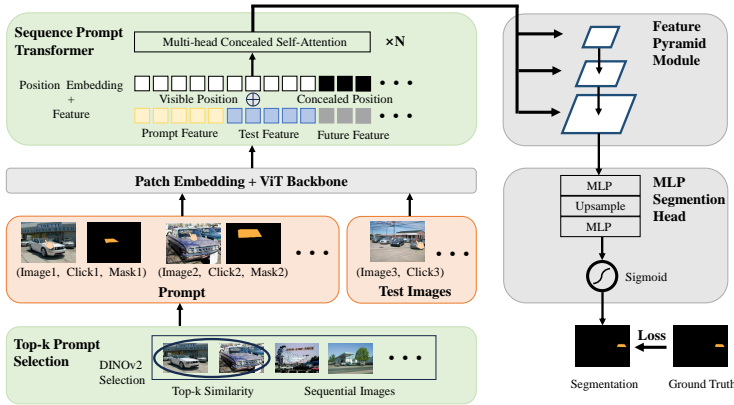 Sequence Prompt
Transformer
Multi-head Concealed Self-Attention
×N
Position Embedding
+
Feature
Visible Position
Concealed Position
Prompt Feature
Test Feature
Future Feature
Patch Embedding + ViT Backbone
(Image1, Click1, Mask1)
(Image2, Click2, Mask2)
Prompt
(Image3, Click3)
Test Images
Top-k Prompt
Selection
DINOv2
Selection
Top-k Similarity
Sequential Images
Feature
Pyramid
Module
MLP
Upsample
MLP
MLP
Segmention
Head
Sigmoid
Loss
Segmentation
Ground Truth